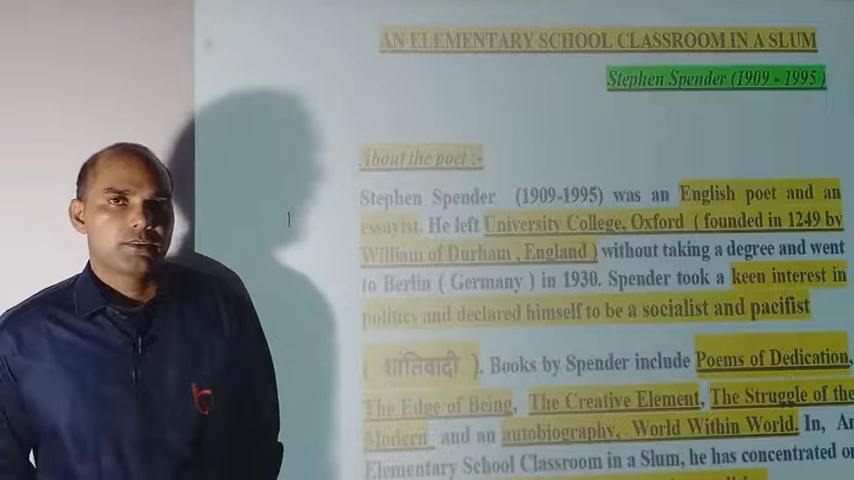 AN ELEMENTARY SCHOOL CLASSROOM IN A SLUM
Stephen Spender (1909 - 1995)
About the poet :-
Stephen Spender (1909-1995) was an English poet and an
essayist. He left University College, Oxford (founded in 1249 by
William of Durham, England) without taking a degree and went
to Berlin (Germany) in 1930. Spender took a keen interest in
politics and declared himself to be a socialist and pacifist
( शांतिवादी ). Books by Spender include Poems of Dedication,
The Edge of Being, The Creative Element, The Struggle of the
Modern and an autobiography, World Within World. In, An
Elementary School Classroom in a Slum, he has concentrated on